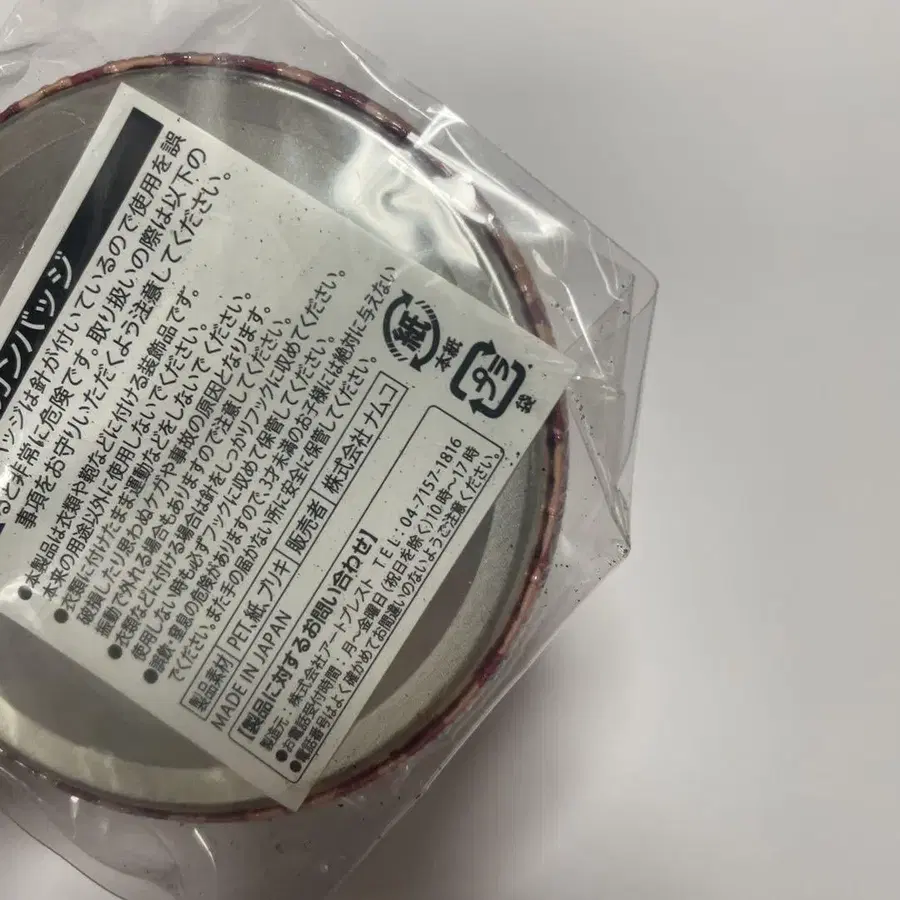 カンバッジ
ッジは針が付いているので使用を誤
ると非常に危険です。取り扱いの際は以下の
事項をお守りいただくよう注意してください。
●本製品は衣類や鞄などに付ける装飾品です。
本来の用途以外に使用しないでください。
●衣類に付けたまま運動などをしないでください。
破損したり思わぬケガや事故の原因となります。
振動で外れる場合もありますので注意してください。
●衣類などに付ける場合は針をしっかりフックに収めてください。
使用しない時も必ずフックに収めて保管してください。
●誤飲・窒息の危険がありますので、3才未満のお子様には絶対に与えない
でください。また手の届かない所に安全に保管してください。
製品素材 PET、紙、ブリキ 販売者 株式会社ナムコ
MADE IN JAPAN
【製品に対するお問い合わせ】
製造元:株式会社アートプレスト TEL:04-7157-1816
●お電話受付時間:月〜金曜日(祝日を除く)10時〜17時
●電話番号はよく確かめてお間違いのないようご注意ください。
紙
本紙
プラ
袋